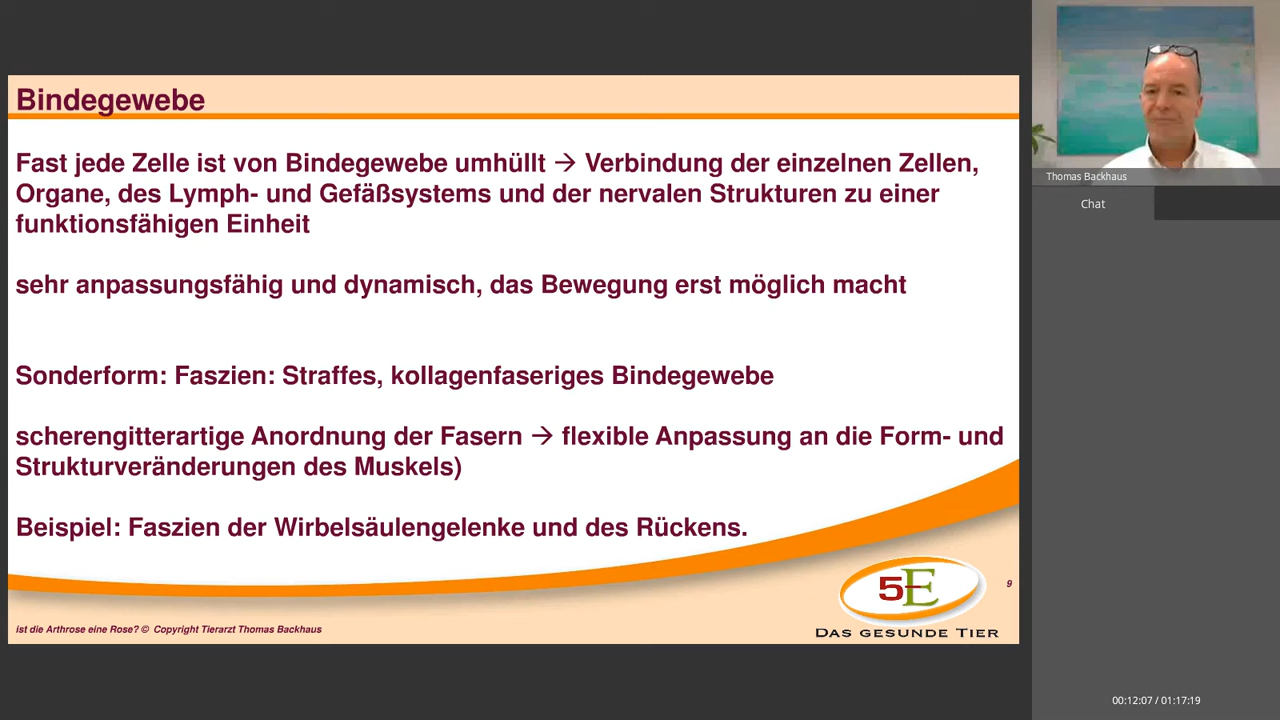 Bindegewebe
Fast jede Zelle ist von Bindegewebe umhüllt → Verbindung der einzelnen Zellen,
Organe, des Lymph- und Gefäßsystems und der nervalen Strukturen zu einer
funktionsfähigen Einheit
sehr anpassungsfähig und dynamisch, das Bewegung erst möglich macht
Sonderform: Faszien: Straffes, kollagenfaseriges Bindegewebe
scherengitterartige Anordnung der Fasern → flexible Anpassung an die Form- und
Strukturveränderungen des Muskels)
Beispiel: Faszien der Wirbelsäulengelenke und des Rückens.
5E
9
ist die Arthrose eine Rose? © Copyright Tierarzt Thomas Backhaus
DAS GESUNDE TIER
Thomas Backhaus
Chat
00:12:07 / 01:17:19